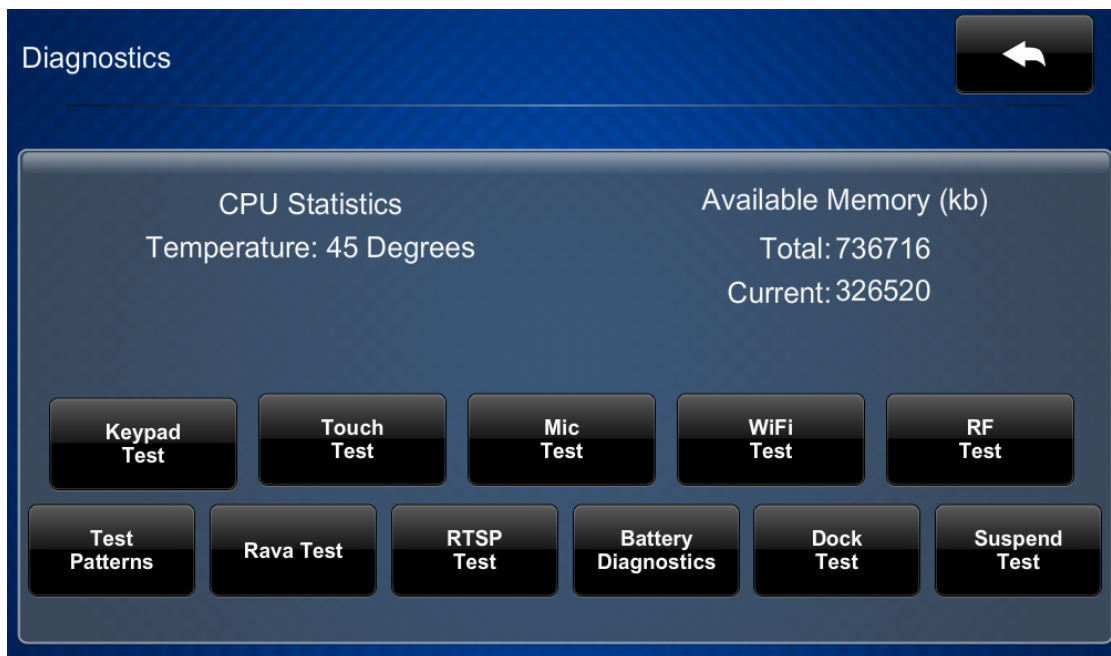 Diagnostics
CPU Statistics
Temperature: 45 Degrees
Available Memory (kb)
Total: 736716
Current: 326520
Keypad
Test
Touch
Test
Mic
Test
WiFi
Test
RF
Test
Test
Patterns
Rava Test
RTSP
Test
Battery
Diagnostics
Dock
Test
Suspend
Test